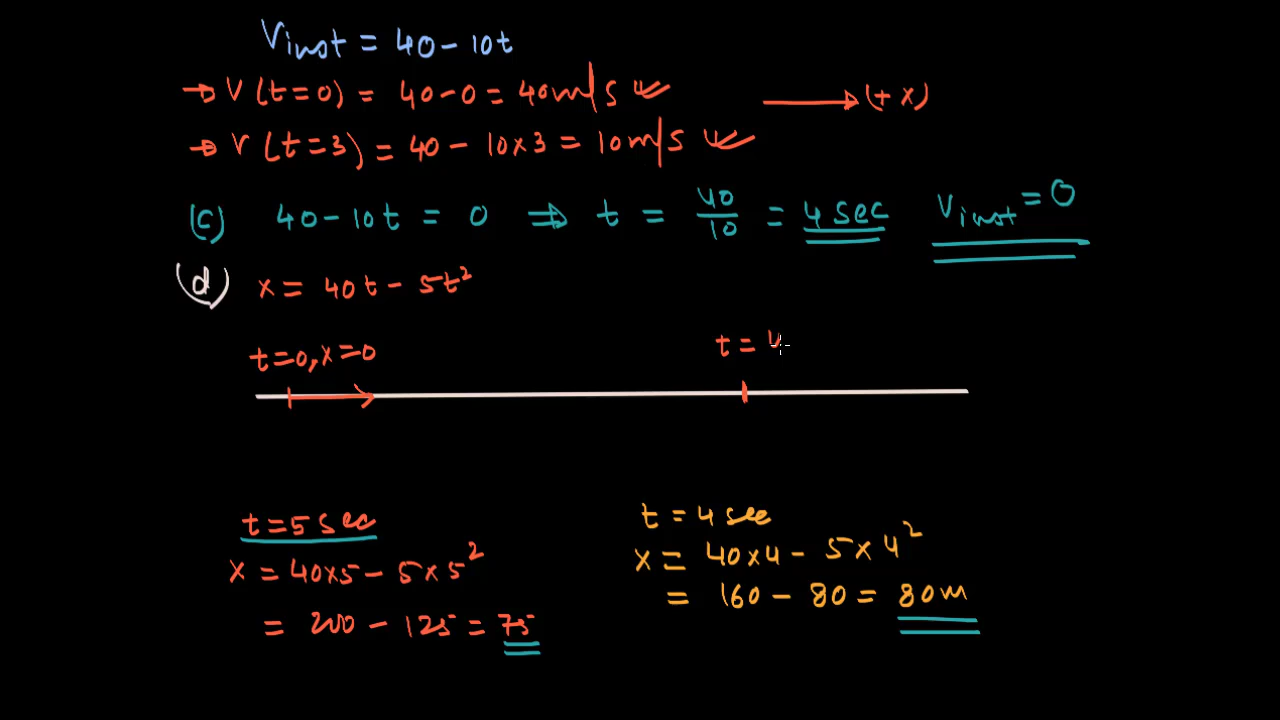 Vinst = 40 - 10t
→ V (t=0) = 40 - 0 = 40m/s
→ (+x)
→ V (t=3) = 40 - 10×3 = 10m/s
(c) 40 - 10t = 0 ⇒ t = 40/10 = 4 sec Vinst = 0
(d) x = 40t - 5t²
t=0, x=0
t = 4
t = 5 sec
x = 40×5 - 5×5²
= 200 - 125 = 75
t = 4 sec
x = 40×4 - 5×4²
= 160 - 80 = 80m